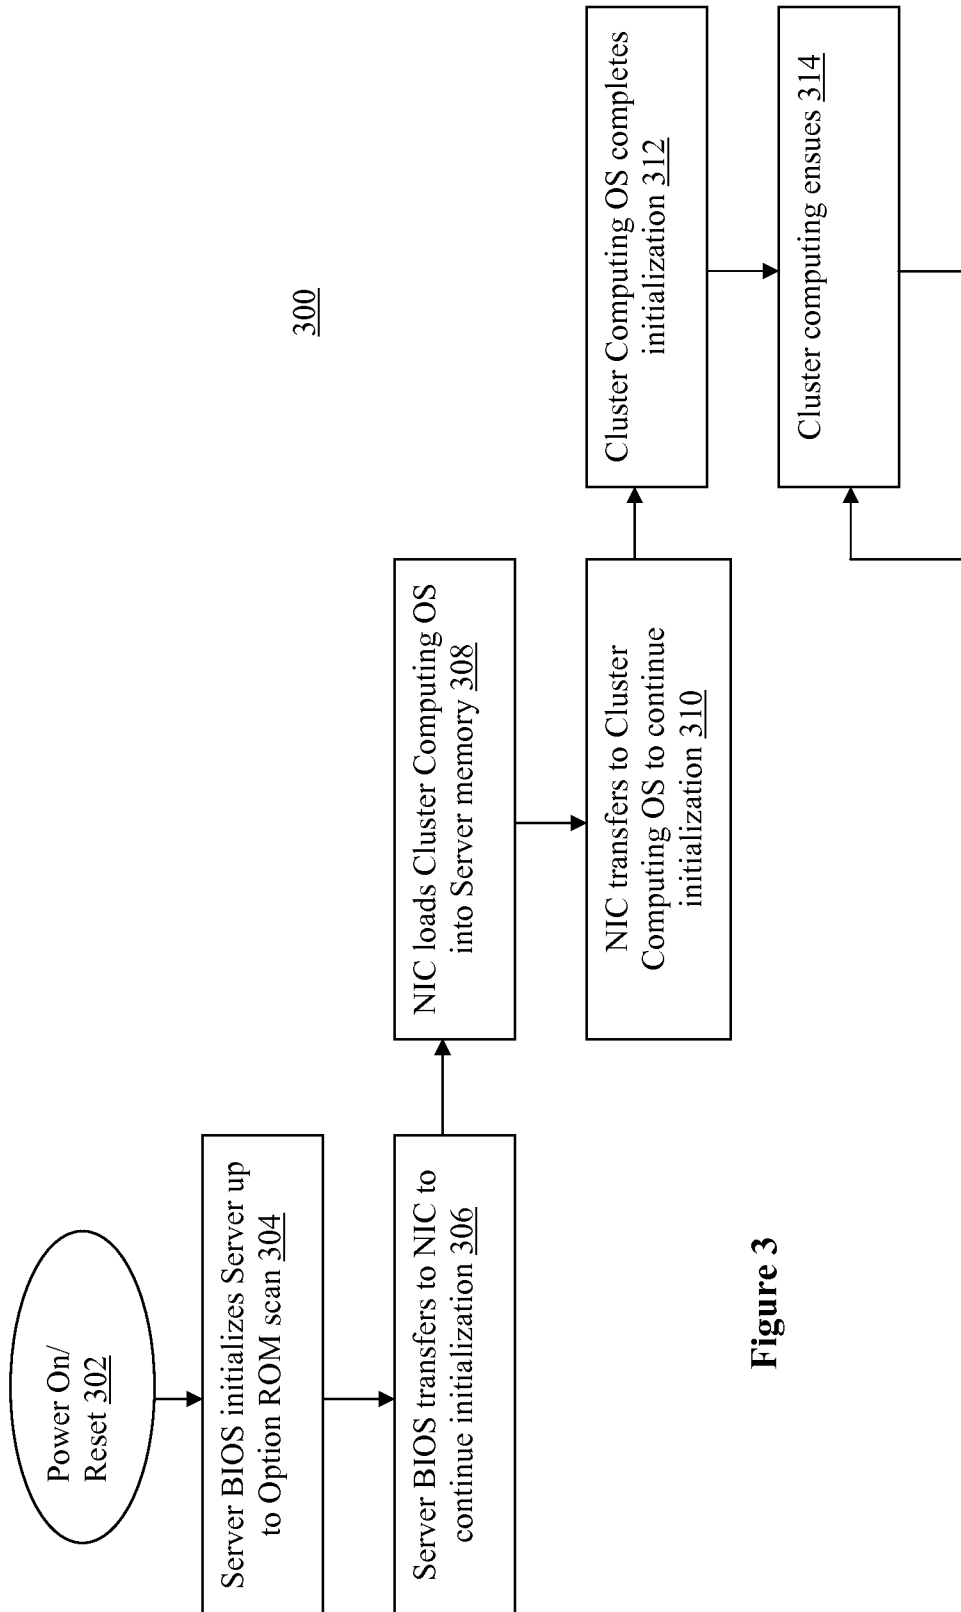 300
Power On/
Reset 302
Server BIOS initializes Server up
to Option ROM scan 304
Server BIOS transfers to NIC to
continue initialization 306
NIC loads Cluster Computing OS
into Server memory 308
NIC transfers to Cluster
Computing OS to continue
initialization 310
Cluster Computing OS completes
initialization 312
Cluster computing ensues 314
Figure 3